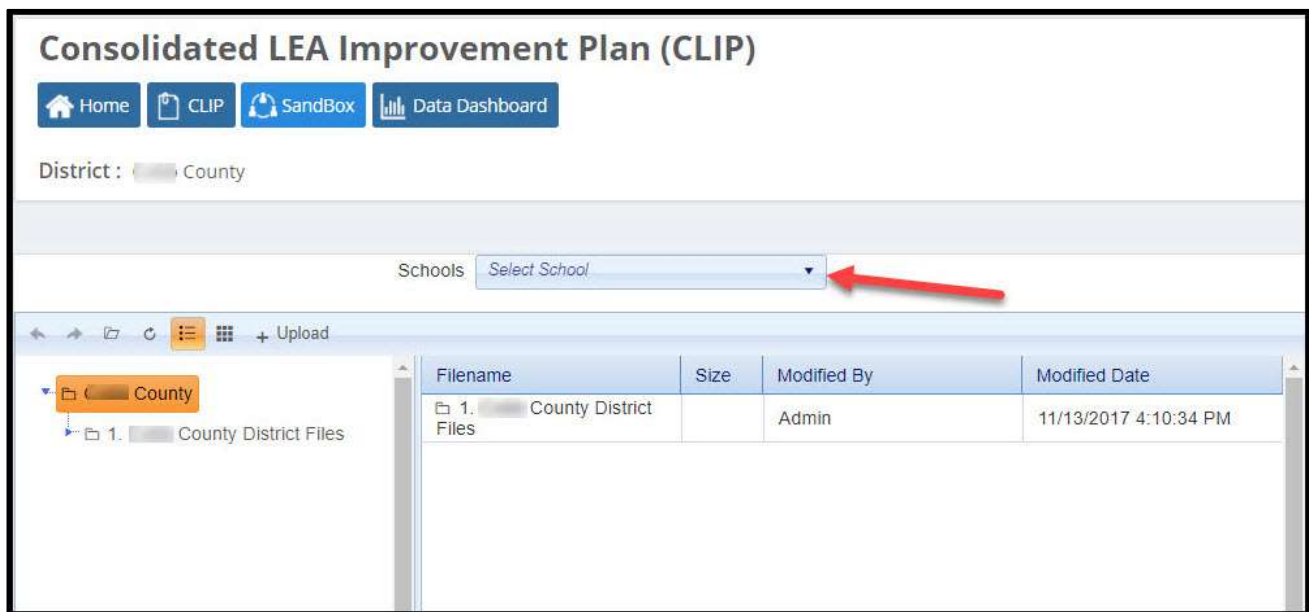 Consolidated LEA Improvement Plan (CLIP)
Home CLIP SandBox Data Dashboard
District : County
Schools Select School
+ Upload
County
1. County District Files
Filename Size Modified By Modified Date
1. County District Files Admin 11/13/2017 4:10:34 PM